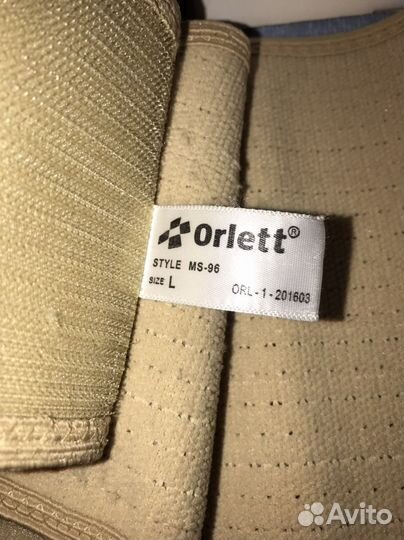 Orlett®
STYLE MS-96
SIZE: L
ORL-1-201603
Avito